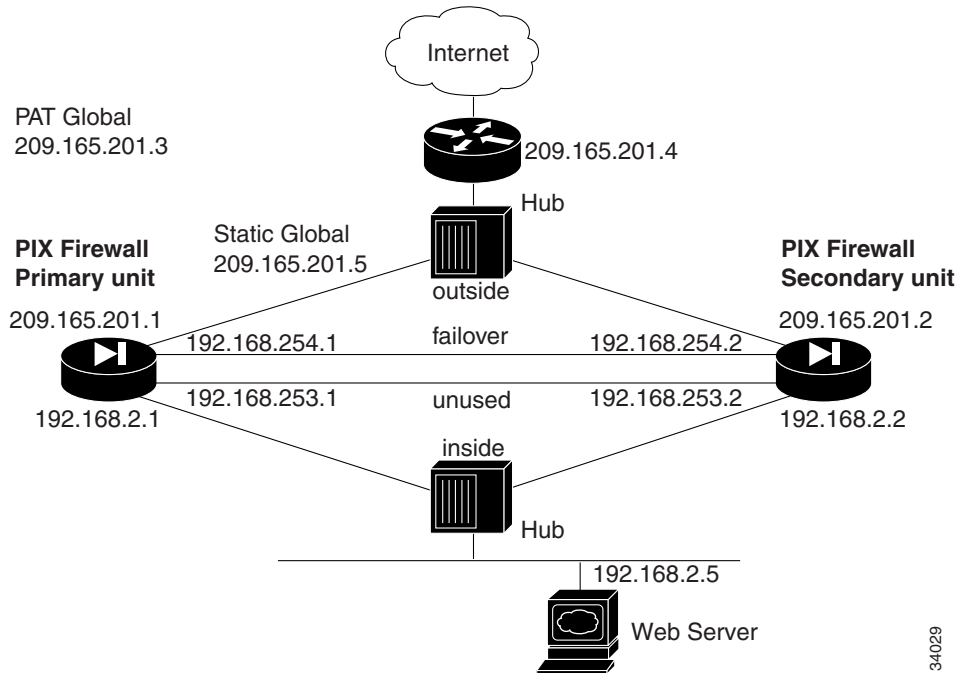 Internet
PAT Global
209.165.201.3
209.165.201.4
Hub
Static Global
209.165.201.5
PIX Firewall
Primary unit
PIX Firewall
Secondary unit
outside
209.165.201.1
209.165.201.2
failover
192.168.254.1
192.168.254.2
192.168.253.1
unused
192.168.253.2
192.168.2.1
192.168.2.2
inside
Hub
192.168.2.5
Web Server
34029